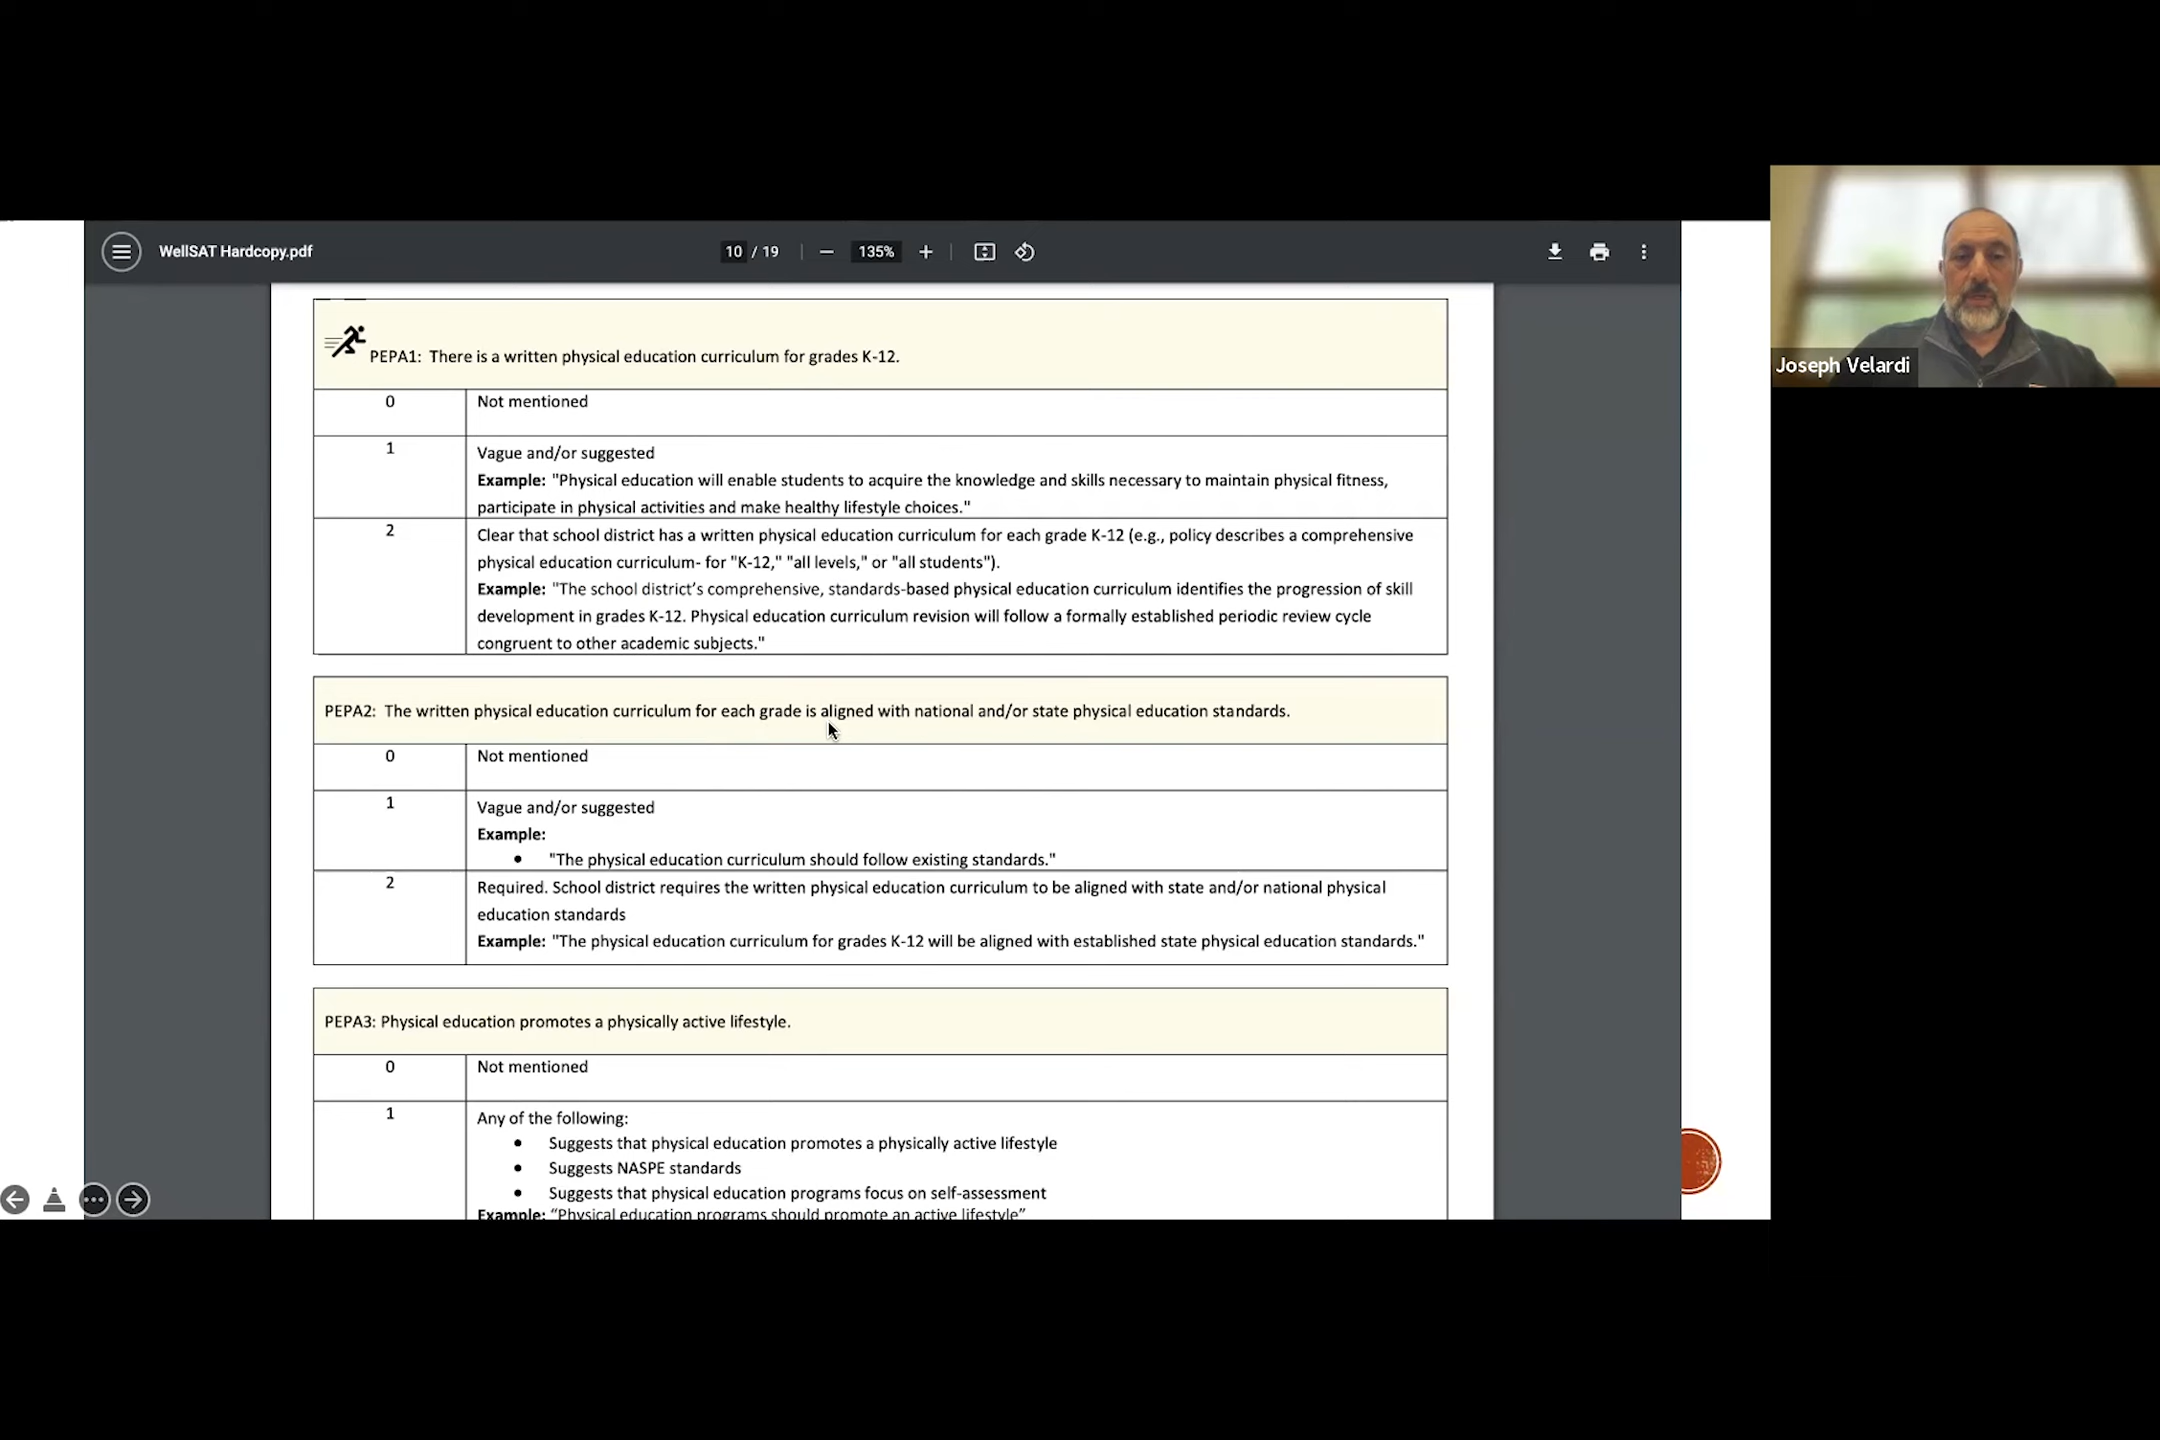 WellSAT Hardcopy.pdf
10 / 19
135%
PEPA1: There is a written physical education curriculum for grades K-12.
0
Not mentioned
1
Vague and/or suggested
Example: "Physical education will enable students to acquire the knowledge and skills necessary to maintain physical fitness,
participate in physical activities and make healthy lifestyle choices."
2
Clear that school district has a written physical education curriculum for each grade K-12 (e.g., policy describes a comprehensive
physical education curriculum- for "K-12," "all levels," or "all students").
Example: "The school district’s comprehensive, standards-based physical education curriculum identifies the progression of skill
development in grades K-12. Physical education curriculum revision will follow a formally established periodic review cycle
congruent to other academic subjects."
PEPA2: The written physical education curriculum for each grade is aligned with national and/or state physical education standards.
0
Not mentioned
1
Vague and/or suggested
Example:
• "The physical education curriculum should follow existing standards."
2
Required. School district requires the written physical education curriculum to be aligned with state and/or national physical
education standards
Example: "The physical education curriculum for grades K-12 will be aligned with established state physical education standards."
PEPA3: Physical education promotes a physically active lifestyle.
0
Not mentioned
1
Any of the following:
• Suggests that physical education promotes a physically active lifestyle
• Suggests NASPE standards
• Suggests that physical education programs focus on self-assessment
Example: “Physical education programs should promote an active lifestyle”
Joseph Velardi